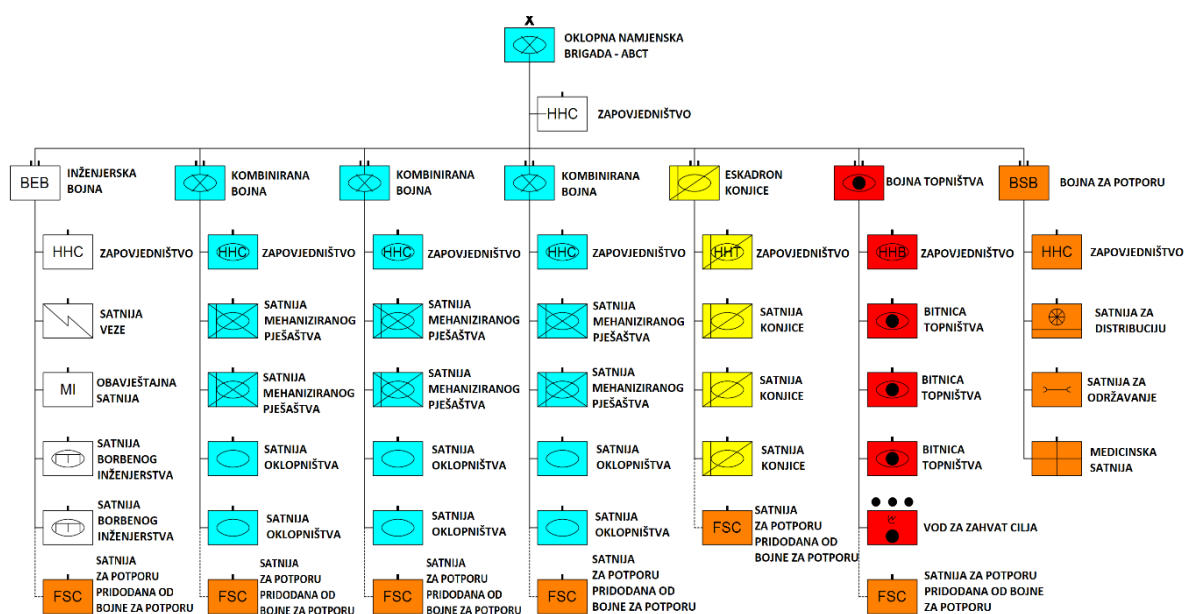 X
OKLOPNA NAMJENSKA
BRIGADA - ABCT
HHC
ZAPOVJEDNIŠTVO
BEB
INŽENJERSKA
BOJNA
HHC
ZAPOVJEDNIŠTVO
SATNIJA
VEZE
MI
OBAVJEŠTAJNA
SATNIJA
SATNIJA
BORBENOG
INŽENJERSTVA
SATNIJA
BORBENOG
INŽENJERSTVA
FSC
SATNIJA
ZA POTPORU
PRIDODANA OD
BOJNE ZA POTPORU
KOMBINIRANA
BOJNA
HHC
ZAPOVJEDNIŠTVO
SATNIJA
MEHANIZIRANOG
PJEŠAŠTVA
SATNIJA
MEHANIZIRANOG
PJEŠAŠTVA
SATNIJA
OKLOPNIŠTVA
SATNIJA
OKLOPNIŠTVA
FSC
SATNIJA
ZA POTPORU
PRIDODANA OD
BOJNE ZA POTPORU
KOMBINIRANA
BOJNA
HHC
ZAPOVJEDNIŠTVO
SATNIJA
MEHANIZIRANOG
PJEŠAŠTVA
SATNIJA
MEHANIZIRANOG
PJEŠAŠTVA
SATNIJA
OKLOPNIŠTVA
SATNIJA
OKLOPNIŠTVA
FSC
SATNIJA
ZA POTPORU
PRIDODANA OD
BOJNE ZA POTPORU
KOMBINIRANA
BOJNA
HHC
ZAPOVJEDNIŠTVO
SATNIJA
MEHANIZIRANOG
PJEŠAŠTVA
SATNIJA
MEHANIZIRANOG
PJEŠAŠTVA
SATNIJA
OKLOPNIŠTVA
SATNIJA
OKLOPNIŠTVA
FSC
SATNIJA
ZA POTPORU
PRIDODANA OD
BOJNE ZA POTPORU
ESKADRON
KONJICE
HHT
ZAPOVJEDNIŠTVO
SATNIJA
KONJICE
SATNIJA
KONJICE
SATNIJA
KONJICE
FSC
SATNIJA
ZA POTPORU
PRIDODANA OD
BOJNE ZA POTPORU
BOJNA TOPNIŠTVA
HHB
ZAPOVJEDNIŠTVO
BITNICA
TOPNIŠTVA
BITNICA
TOPNIŠTVA
BITNICA
TOPNIŠTVA
VOD ZA ZAHVAT CILJA
FSC
SATNIJA ZA POTPORU
PRIDODANA OD BOJNE
ZA POTPORU
BSB
BOJNA ZA POTPORU
HHC
ZAPOVJEDNIŠTVO
SATNIJA ZA
DISTRIBUCIJU
SATNIJA ZA
ODRŽAVANJE
MEDICINSKA
SATNIJA